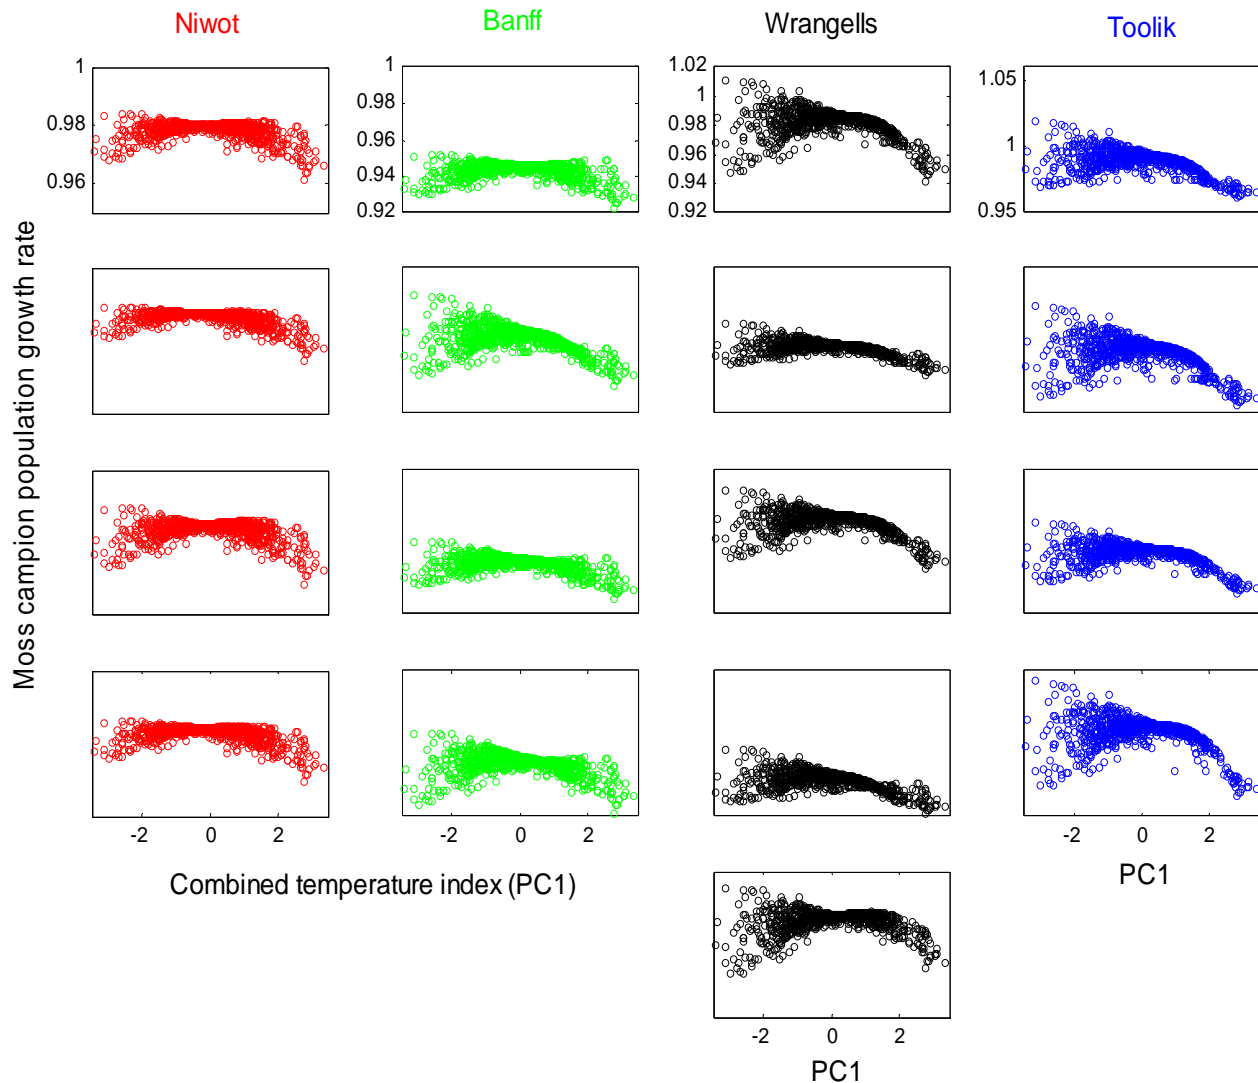 Niwot
Banff
Wrangells
Toolik
1
0.98
0.96
1
0.98
0.96
0.94
0.92
1.02
1
0.98
0.96
0.94
0.92
1.05
1
0.95
Moss campion population growth rate
-2 0 2
-2 0 2
-2 0 2
Combined temperature index (PC1)
PC1
-2 0 2
PC1